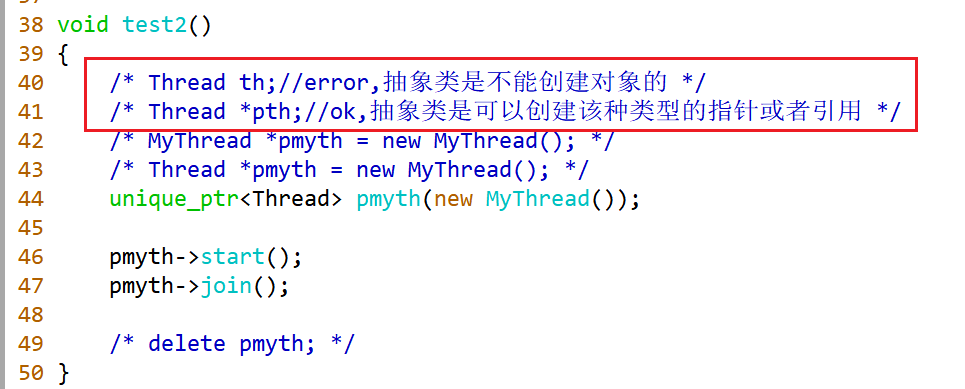 38 void test2()
39 {
40     /* Thread th;//error,抽象类是不能创建对象的 */
41     /* Thread *pth;//ok,抽象类是可以创建该种类型的指针或者引用 */
42     /* MyThread *pmyth = new MyThread(); */
43     /* Thread *pmyth = new MyThread(); */
44     unique_ptr<Thread> pmyth(new MyThread());
45
46     pmyth->start();
47     pmyth->join();
48
49     /* delete pmyth; */
50 }